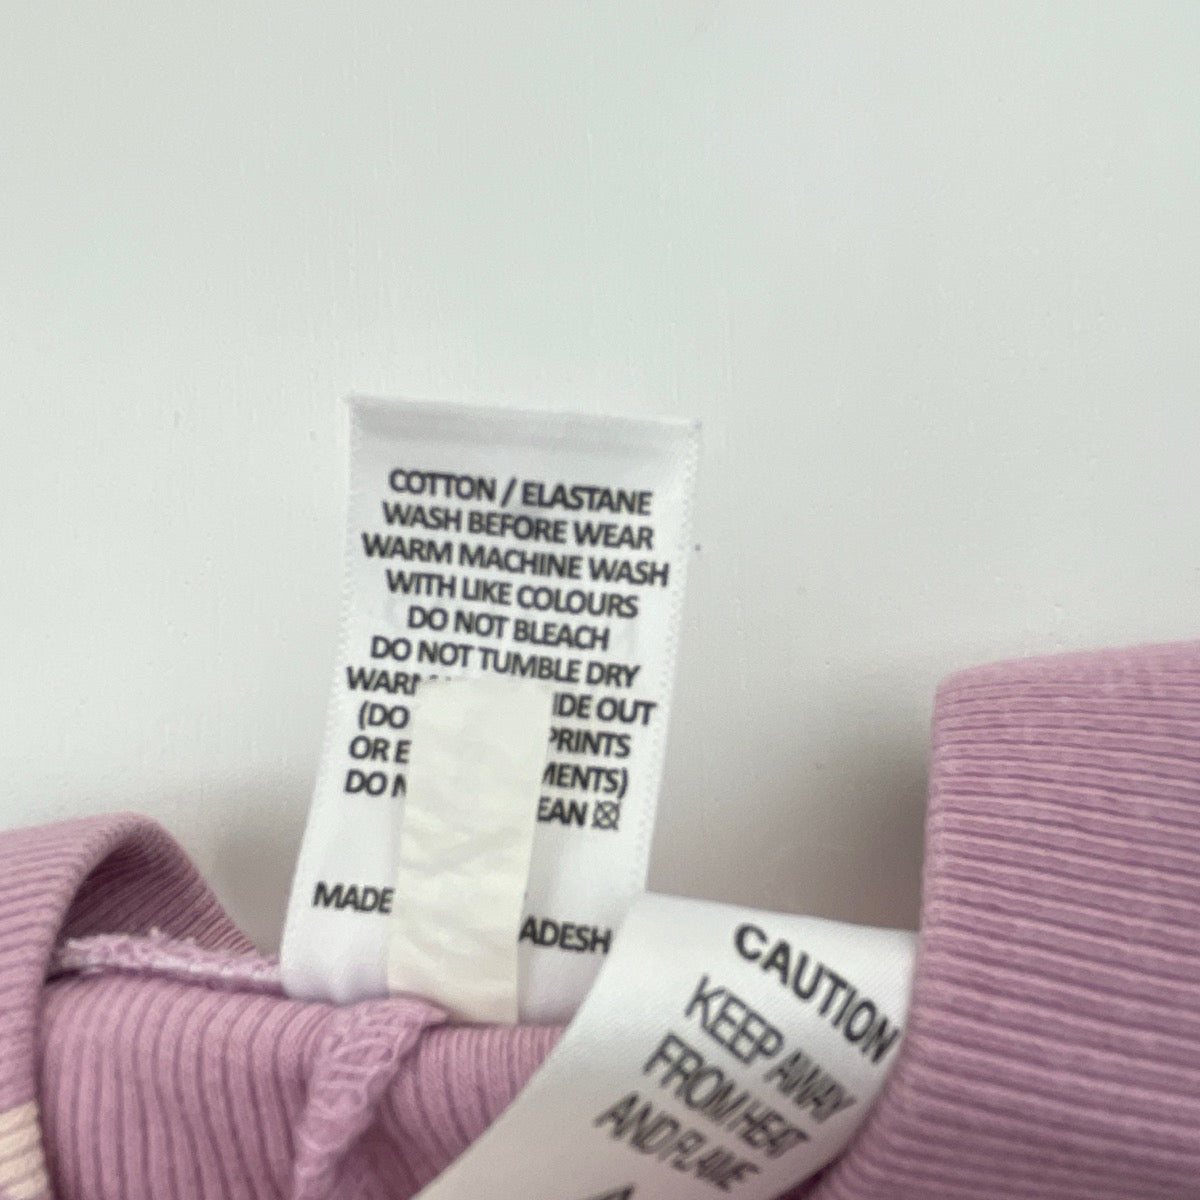 COTTON / ELASTANE
WASH BEFORE WEAR
WARM MACHINE WASH
WITH LIKE COLOURS
DO NOT BLEACH
DO NOT TUMBLE DRY
WARM IDE OUT
(DO PRINTS
OR E MENTS)
DO N EAN
MADE ADESH
CAUTION
KEEP AWAY
FROM HEAT
AND FLAME